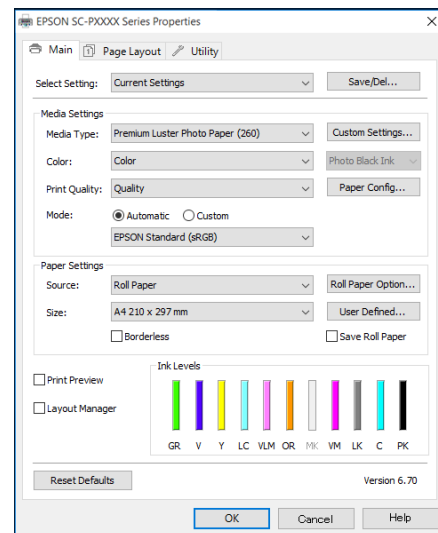 EPSON SC-PXXXX Series Properties
Main Page Layout Utility
Select Setting: Current Settings Save/Del...
Media Settings
Media Type: Premium Luster Photo Paper (260) Custom Settings...
Color: Color Photo Black Ink
Print Quality: Quality Paper Config...
Mode: Automatic Custom
EPSON Standard (sRGB)
Paper Settings
Source: Roll Paper Roll Paper Option...
Size: A4 210 x 297 mm User Defined...
Borderless Save Roll Paper
Ink Levels
Print Preview
Layout Manager
GR V Y LC VLM OR MK VM LK C PK
Reset Defaults Version 6.70
OK Cancel Help